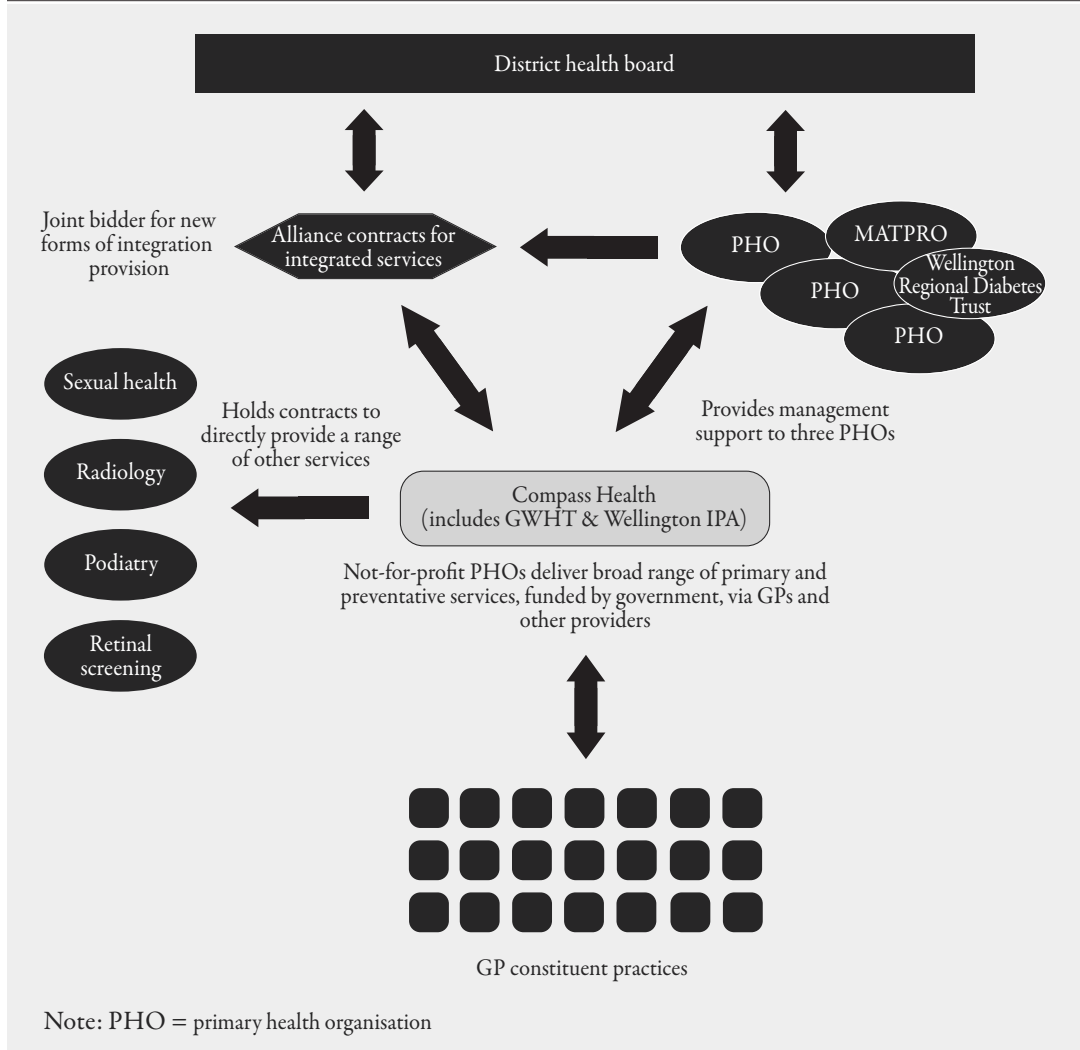 District health board
Joint bidder for new
forms of integration
provision
Alliance contracts for
integrated services
PHO
MATPRO
Wellington
Regional Diabetes
Trust
PHO
PHO
Sexual health
Radiology
Podiatry
Retinal
screening
Holds contracts to
directly provide a range
of other services
Provides management
support to three PHOs
Compass Health
(includes GWHT & Wellington IPA)
Not-for-profit PHOs deliver broad range of primary and
preventative services, funded by government, via GPs and
other providers
GP constituent practices
Note: PHO = primary health organisation